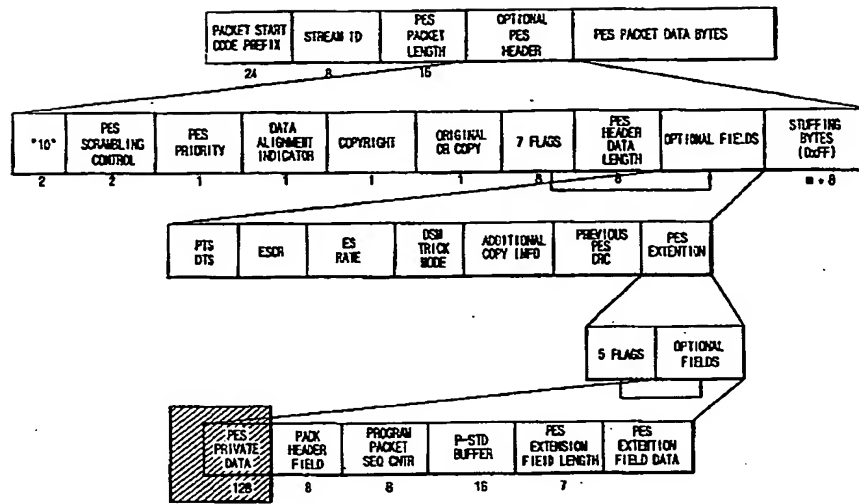 PACKET START
CODE PREFIX
STREAM ID
PES
PACKET
LENGTH
OPTIONAL
PES
HEADER
PES PACKET DATA BYTES
24
8
15
"10"
PES
SCRAMBLING
CONTROL
PES
PRIORITY
DATA
ALIGNMENT
INDICATOR
COPYRIGHT
ORIGINAL
OR COPY
7 FLAGS
PES
HEADER
DATA
LENGTH
OPTIONAL FIELDS
STUFFING
BYTES
(0xFF)
2
2
1
1
1
1
8
8
m * 8
PTS
DTS
ESCR
ES
RATE
DSM
TRICK
MODE
ADDITIONAL
COPY INFO
PREVIOUS
PES
CRC
PES
EXTENTION
5 FLAGS
OPTIONAL
FIELDS
PES
PRIVATE
DATA
PACK
HEADER
FIELD
PROGRAM
PACKET
SEQ CNTR
P-STD
BUFFER
PES
EXTENSION
FIELD LENGTH
PES
EXTENTION
FIELD DATA
128
8
8
16
7